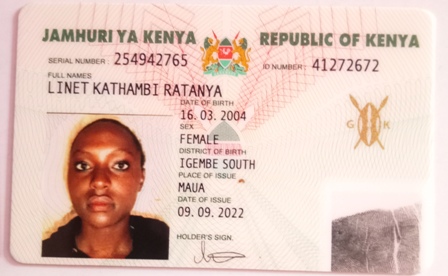 JAMHURI YA KENYA REPUBLIC OF KENYA
SERIAL NUMBER: 254942765 ID NUMBER: 41272672
FULL NAMES
LINET KATHAMBI RATANYA
DATE OF BIRTH
16. 03. 2004
SEX
FEMALE
DISTRICT OF BIRTH
IGEMBE SOUTH
PLACE OF ISSUE
MAUA
DATE OF ISSUE
09. 09. 2022
G K
HOLDER'S SIGN.